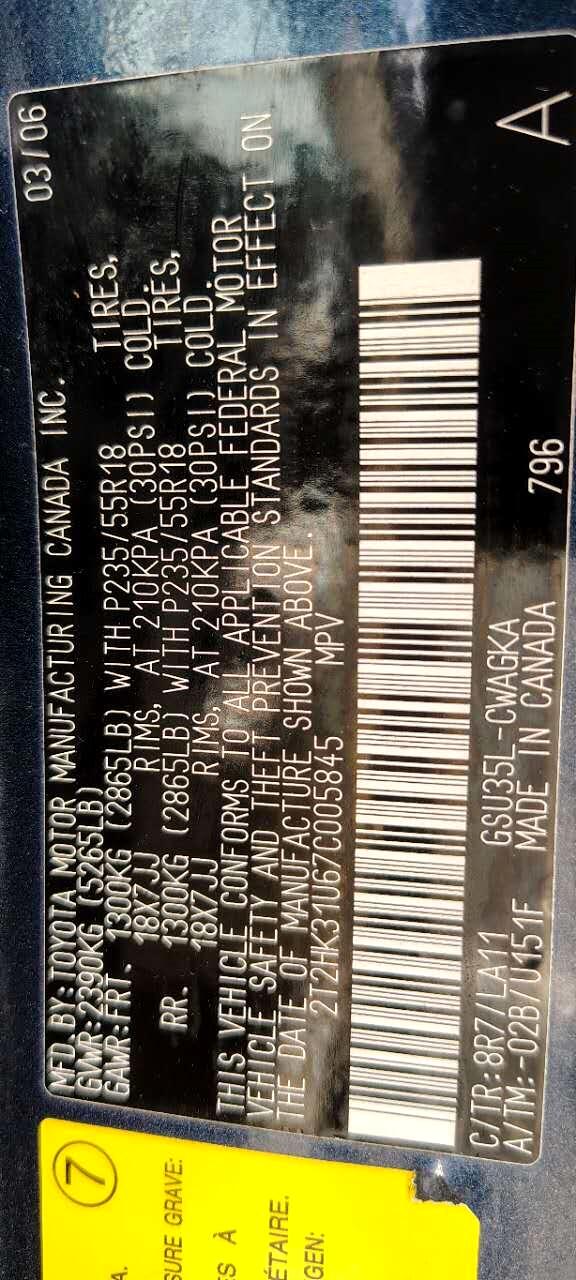 MFD.BY:TOYOTA MOTOR MANUFACTURING CANADA INC. 03/06
GVWR:2390KG (5265LB)
GAWR:FRT. 1300KG (2865LB) WITH P235/55R18 TIRES,
18X7JJ RIMS, AT 210KPA (30PSI) COLD.
RR. 1300KG (2865LB) WITH P235/55R18 TIRES,
18X7JJ RIMS, AT 210KPA (30PSI) COLD.
THIS VEHICLE CONFORMS TO ALL APPLICABLE FEDERAL MOTOR
VEHICLE SAFETY AND THEFT PREVENTION STANDARDS IN EFFECT ON
THE DATE OF MANUFACTURE SHOWN ABOVE.
2T2HK31U67C005845 MPV
C/TR:8R7/LA11 GSU35L-CWAGKA A
A/TM:-02B/U151F MADE IN CANADA 796
7
A.
SURE GRAVE:
S À
ÉTAIRE.
GEN: